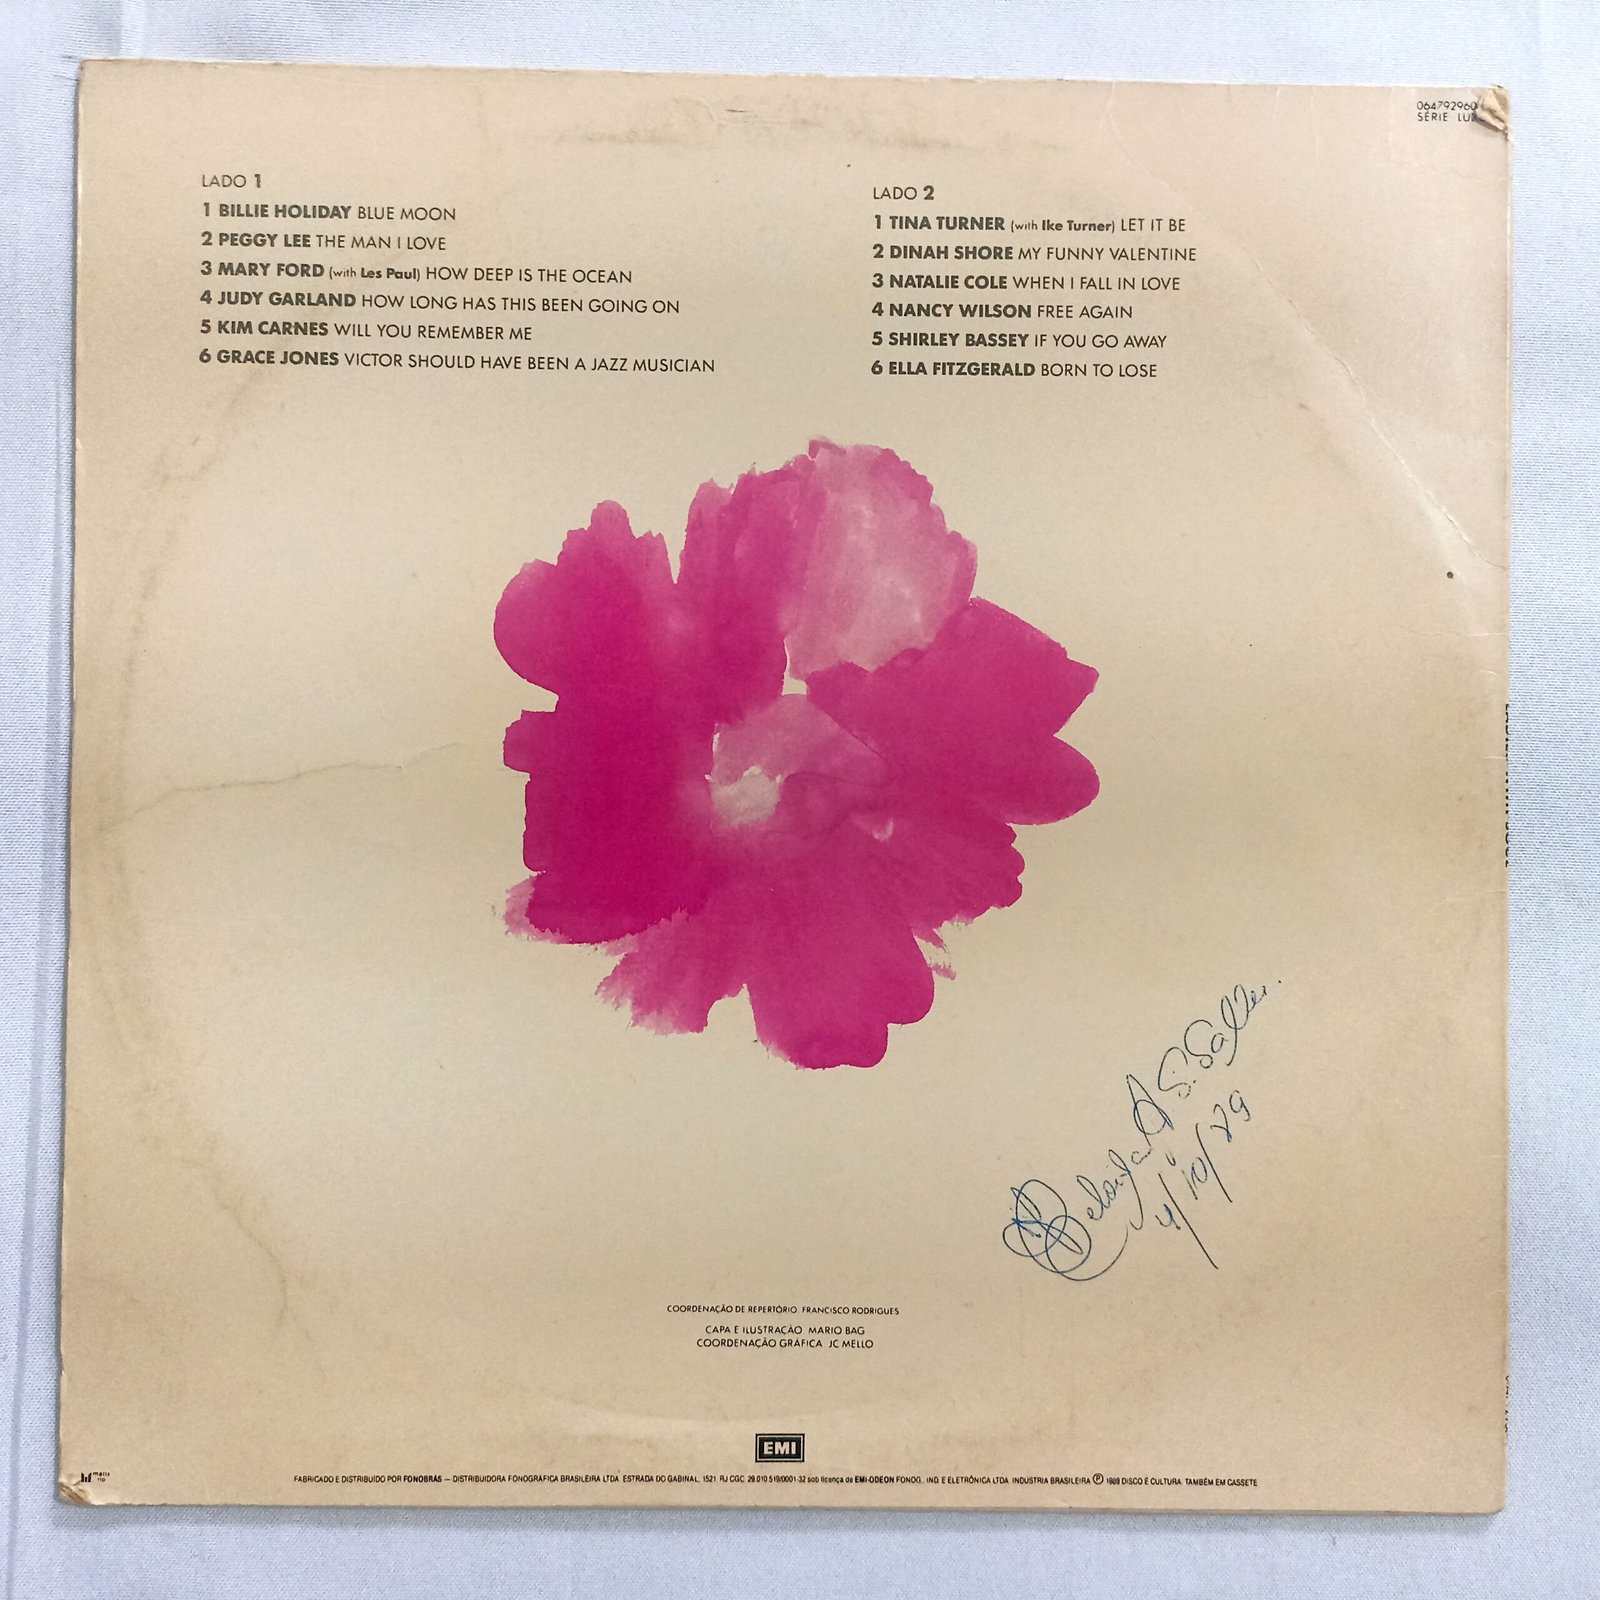 064792960
SÉRIE
LADO 1
1 BILLIE HOLIDAY BLUE MOON
2 PEGGY LEE THE MAN I LOVE
3 MARY FORD (with Les Paul) HOW DEEP IS THE OCEAN
4 JUDY GARLAND HOW LONG HAS THIS BEEN GOING ON
5 KIM CARNES WILL YOU REMEMBER ME
6 GRACE JONES VICTOR SHOULD HAVE BEEN A JAZZ MUSICIAN
LADO 2
1 TINA TURNER (with Ike Turner) LET IT BE
2 DINAH SHORE MY FUNNY VALENTINE
3 NATALIE COLE WHEN I FALL IN LOVE
4 NANCY WILSON FREE AGAIN
5 SHIRLEY BASSEY IF YOU GO AWAY
6 ELLA FITZGERALD BORN TO LOSE
COORDENAÇÃO DE REPERTÓRIO FRANCISCO RODRIGUES
CAPA E ILUSTRAÇÃO MARIO BAG
COORDENAÇÃO GRÁFICA JC MELLO
EMI
FABRICADO E DISTRIBUÍDO POR FONOBRÁS – DISTRIBUIDORA FONOGRÁFICA BRASILEIRA LTDA ESTRADA DO GABINAL, 1521 RJ CGC 29.010.519/0001-32 sob licença de EMI-ODEON FONOG., IND. E ELETRÔNICA LTDA INDÚSTRIA BRASILEIRA Ⓟ 1989 DISCO É CULTURA. TAMBÉM EM CASSETE